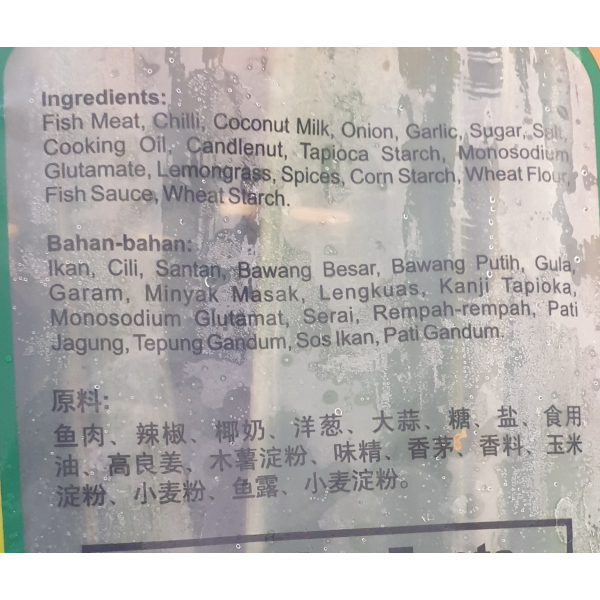 Ingredients:
Fish Meat, Chilli, Coconut Milk, Onion, Garlic, Sugar, Salt,
Cooking Oil, Candlenut, Tapioca Starch, Monosodium
Glutamate, Lemongrass, Spices, Corn Starch, Wheat Flour,
Fish Sauce, Wheat Starch.
Bahan-bahan:
Ikan, Cili, Santan, Bawang Besar, Bawang Putih, Gula,
Garam, Minyak Masak, Lengkuas, Kanji Tapioka,
Monosodium Glutamat, Serai, Rempah-rempah, Pati
Jagung, Tepung Gandum, Sos Ikan, Pati Gandum.
原料:
鱼肉、辣椒、椰奶、洋葱、大蒜、糖、盐、食用
油、高良姜、木薯淀粉、味精、香茅、香料、玉米
淀粉、小麦粉、鱼露、小麦淀粉。